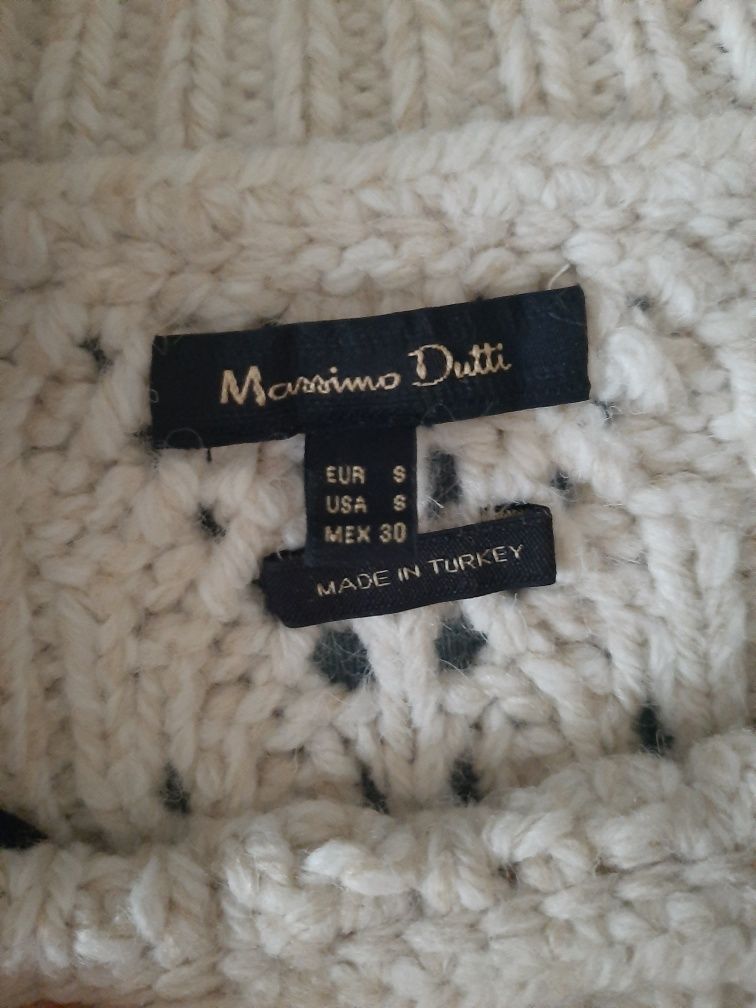 Massimo Dutti
EUR S
USA S
MEX 30
MADE IN TURKEY